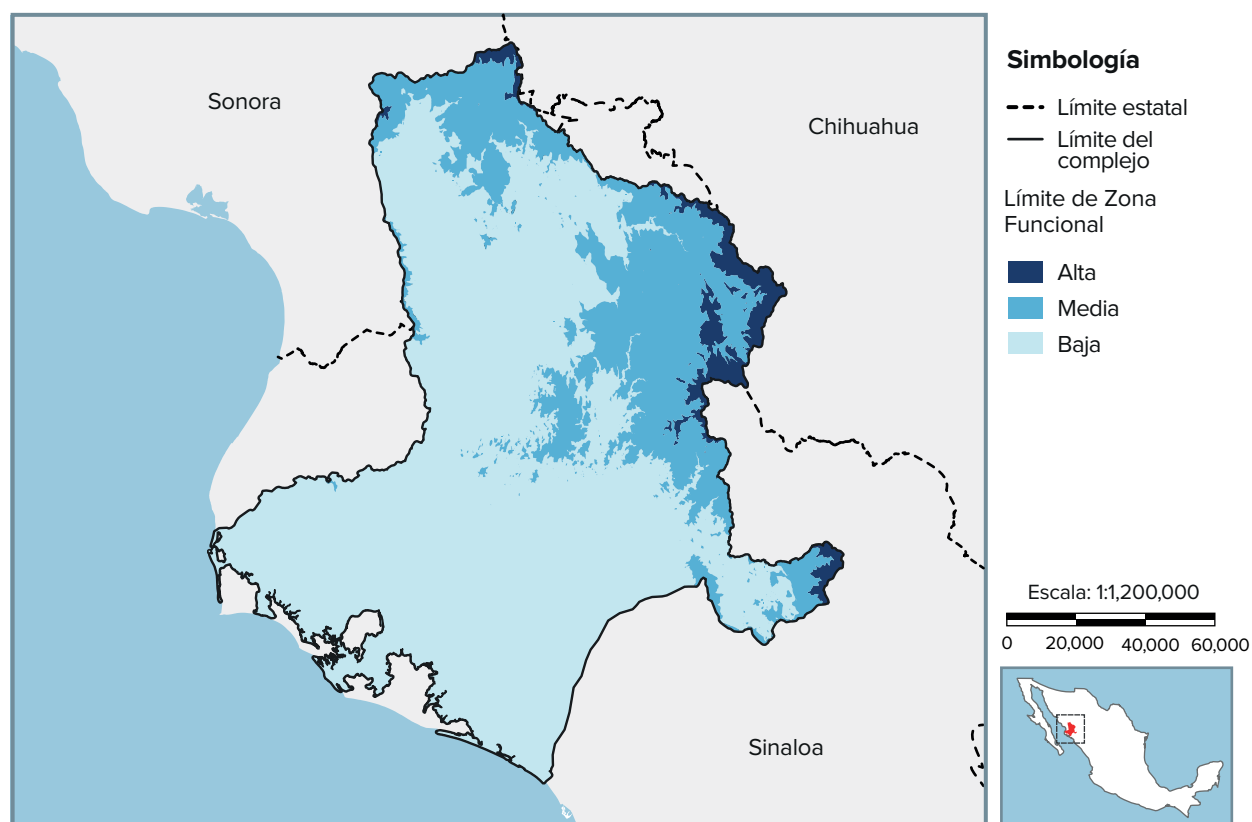 Sonora
Chihuahua
Sinaloa
Simbología
Límite estatal
Límite del
complejo
Límite de Zona
Funcional
Alta
Media
Baja
Escala: 1:1,200,000
0 20,000 40,000 60,000